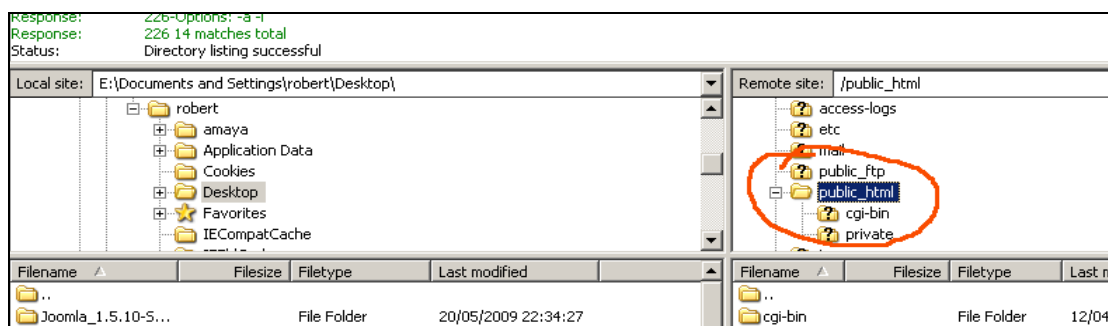 Response: 226-Options: -a -l
Response: 226 14 matches total
Status: Directory listing successful
Local site: E:\Documents and Settings\robert\Desktop\
robert
amaya
Application Data
Cookies
Desktop
Favorites
IECompatCache
Filename Filesize Filetype Last modified
..
Joomla_1.5.10-S... File Folder 20/05/2009 22:34:27
Remote site: /public_html
access-logs
etc
mail
public_ftp
public_html
cgi-bin
private
Filename Filesize Filetype Last m
..
cgi-bin File Folder 12/04